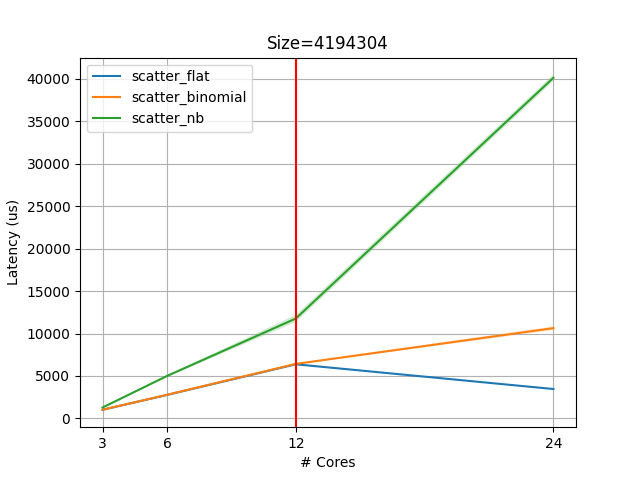 Size=4194304
scatter_flat
scatter_binomial
scatter_nb
40000
35000
30000
25000
20000
15000
10000
5000
0
Latency (us)
3 6 12 24
# Cores